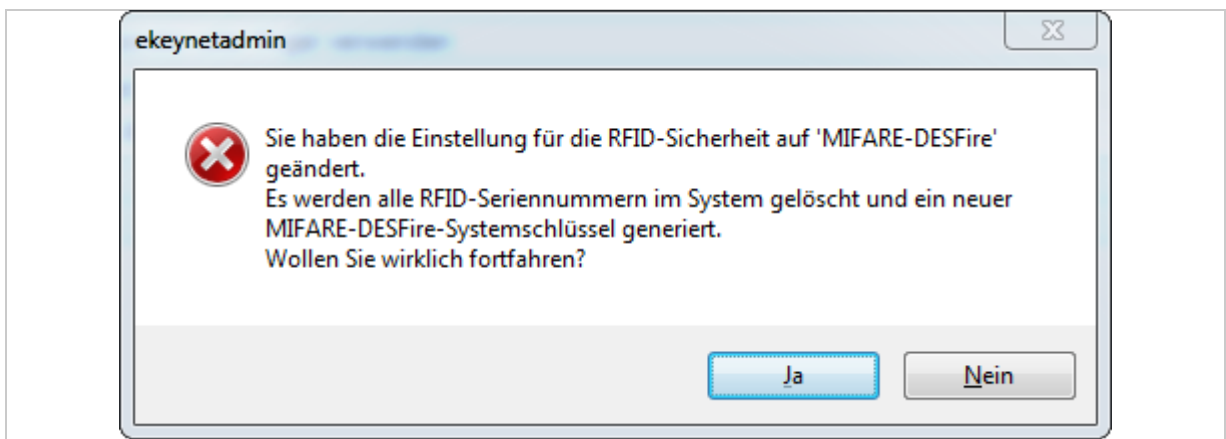 ekeynetadmin
Sie haben die Einstellung für die RFID-Sicherheit auf 'MIFARE-DESFire'
geändert.
Es werden alle RFID-Seriennummern im System gelöscht und ein neuer
MIFARE-DESFire-Systemschlüssel generiert.
Wollen Sie wirklich fortfahren?
Ja
Nein